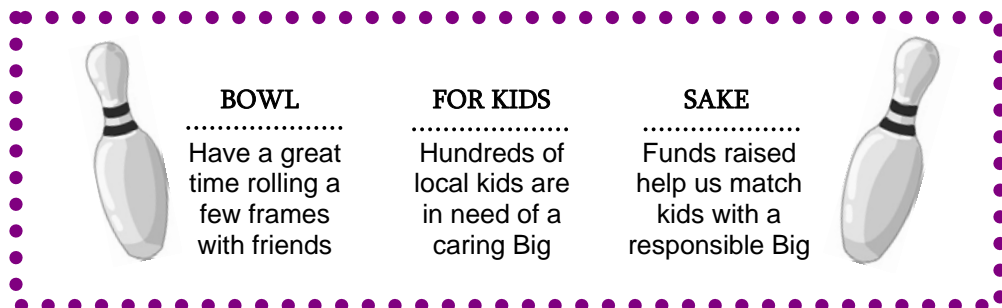 BOWL
Have a great
time rolling a
few frames
with friends
FOR KIDS
Hundreds of
local kids are
in need of a
caring Big
SAKE
Funds raised
help us match
kids with a
responsible Big